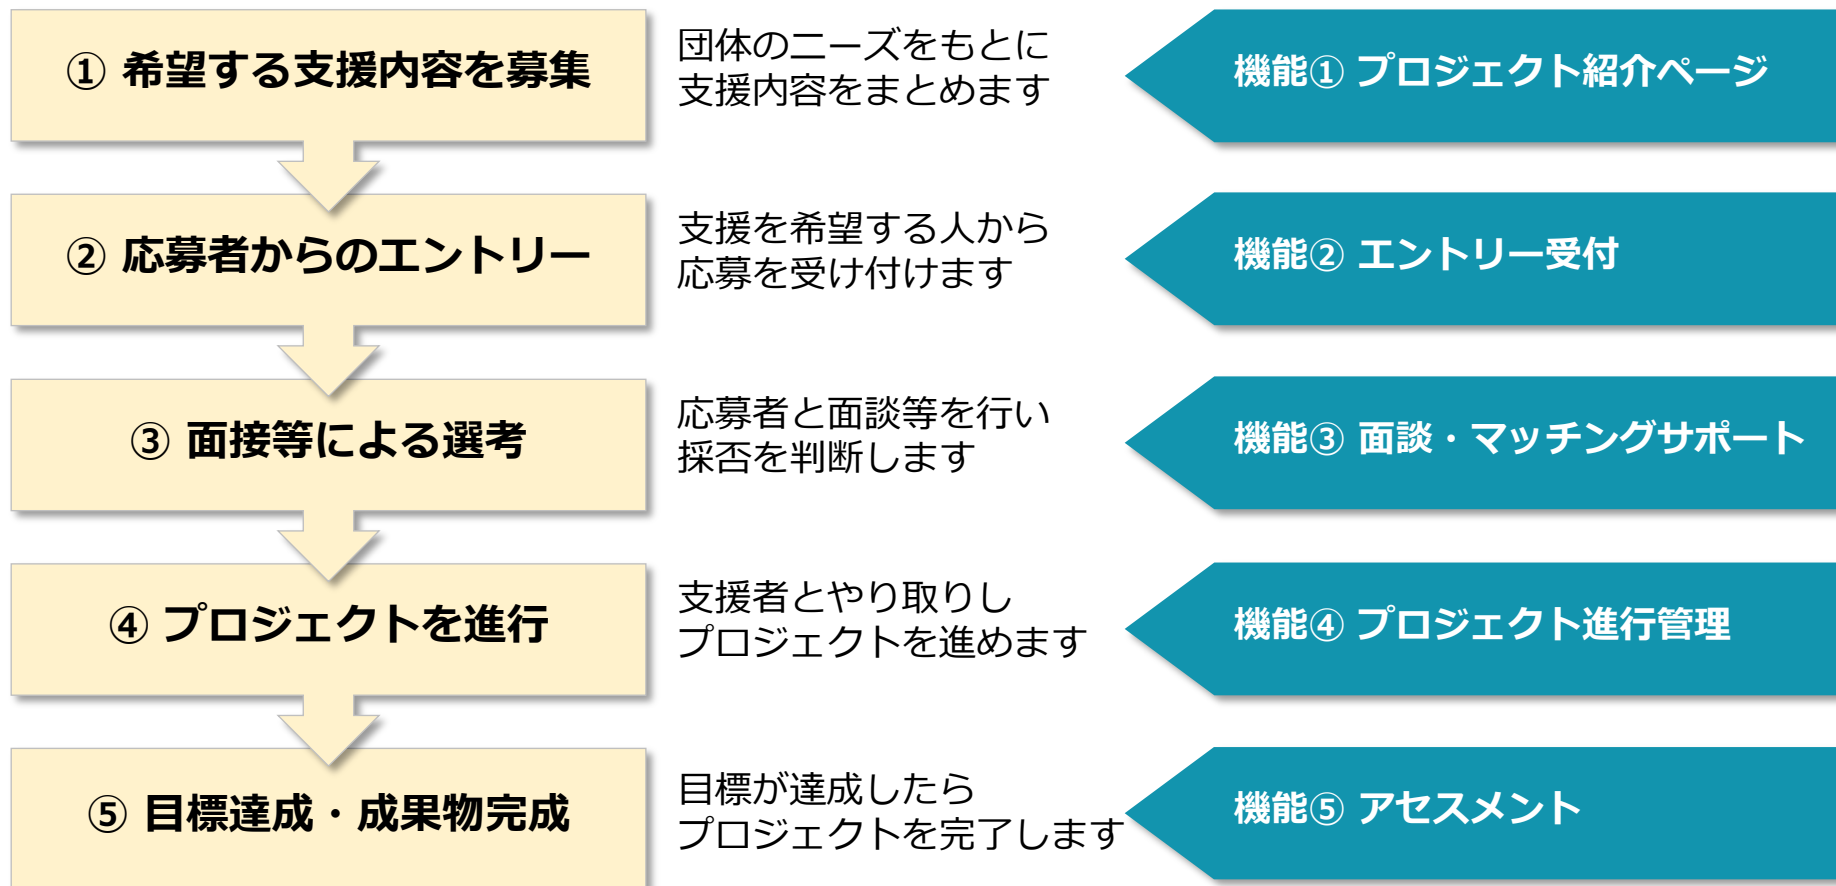 ① 希望する支援内容を募集
団体のニーズをもとに
支援内容をまとめます
機能① プロジェクト紹介ページ
② 応募者からのエントリー
支援を希望する人から
応募を受け付けます
機能② エントリー受付
③ 面接等による選考
応募者と面談等を行い
採否を判断します
機能③ 面談・マッチングサポート
④ プロジェクトを進行
支援者とやり取りし
プロジェクトを進めます
機能④ プロジェクト進行管理
⑤ 目標達成・成果物完成
目標が達成したら
プロジェクトを完了します
機能⑤ アセスメント